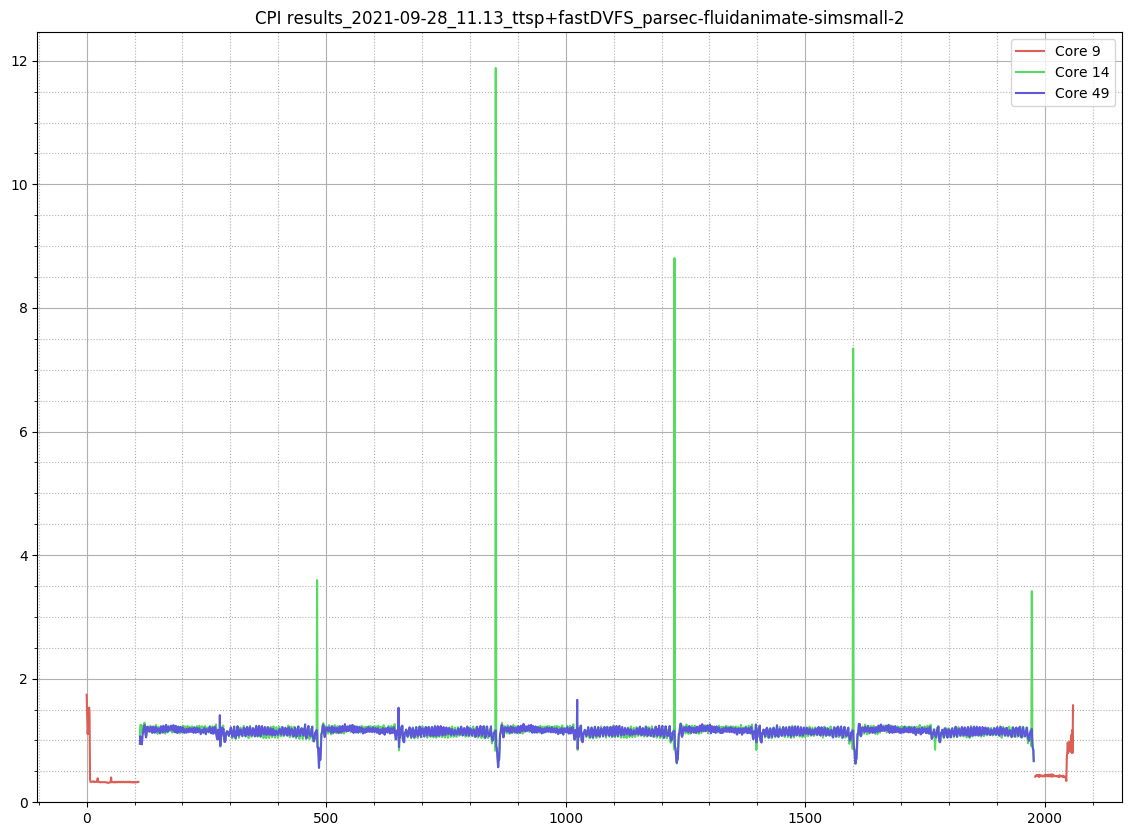 CPI results_2021-09-28_11.13_ttsp+fastDVFS_parsec-fluidanimate-simsmall-2
Core 9
Core 14
Core 49
12
10
8
6
4
2
0
0 500 1000 1500 2000